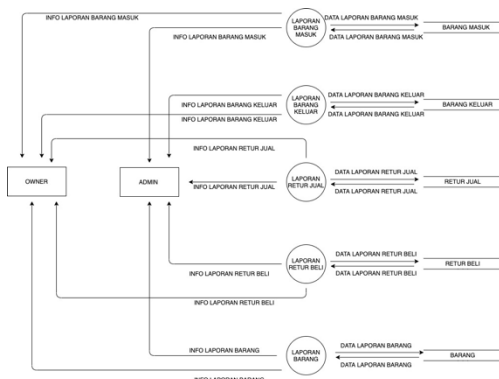 INFO LAPORAN BARANG MASUK
INFO LAPORAN BARANG MASUK
LAPORAN
BARANG
MASUK
DATA LAPORAN BARANG MASUK
DATA LAPORAN BARANG MASUK
BARANG MASUK
INFO LAPORAN BARANG KELUAR
INFO LAPORAN BARANG KELUAR
LAPORAN
BARANG
KELUAR
DATA LAPORAN BARANG KELUAR
DATA LAPORAN BARANG KELUAR
BARANG KELUAR
INFO LAPORAN RETUR JUAL
OWNER
ADMIN
INFO LAPORAN RETUR JUAL
LAPORAN
RETUR JUAL
DATA LAPORAN RETUR JUAL
DATA LAPORAN RETUR JUAL
RETUR JUAL
INFO LAPORAN RETUR BELI
INFO LAPORAN RETUR BELI
LAPORAN
RETUR BELI
DATA LAPORAN RETUR BELI
DATA LAPORAN RETUR BELI
RETUR BELI
INFO LAPORAN BARANG
INFO LAPORAN BARANG
LAPORAN
BARANG
DATA LAPORAN BARANG
DATA LAPORAN BARANG
BARANG